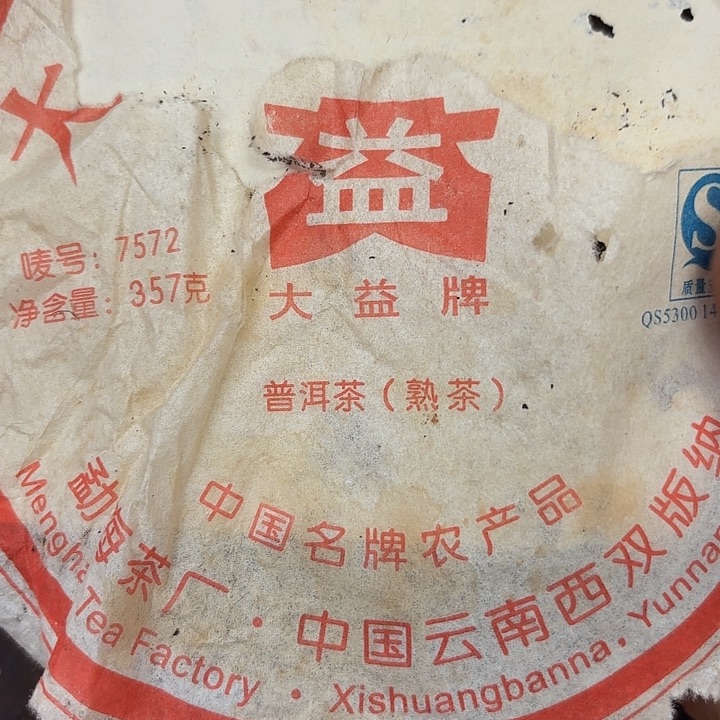 大
益
唛号：7572
净含量：357克
大益牌
质量
QS5300 14
普洱茶（熟茶）
中国名牌农产品
勐海茶厂·中国云南西双版纳
Tea Factory · Xishuangbanna, Yunnan